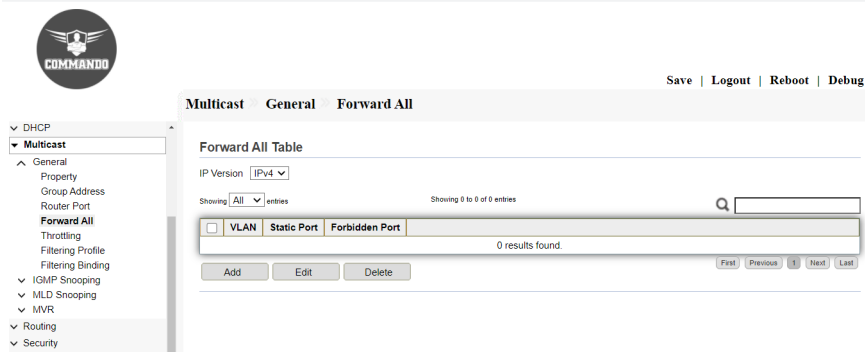 COMMANDO
Save | Logout | Reboot | Debug
Multicast » General » Forward All
DHCP
Multicast
General
Property
Group Address
Router Port
Forward All
Throttling
Filtering Profile
Filtering Binding
IGMP Snooping
MLD Snooping
MVR
Routing
Security
Forward All Table
IP Version IPv4
Showing All entries
Showing 0 to 0 of 0 entries
VLAN Static Port Forbidden Port
0 results found.
Add Edit Delete
First Previous 1 Next Last